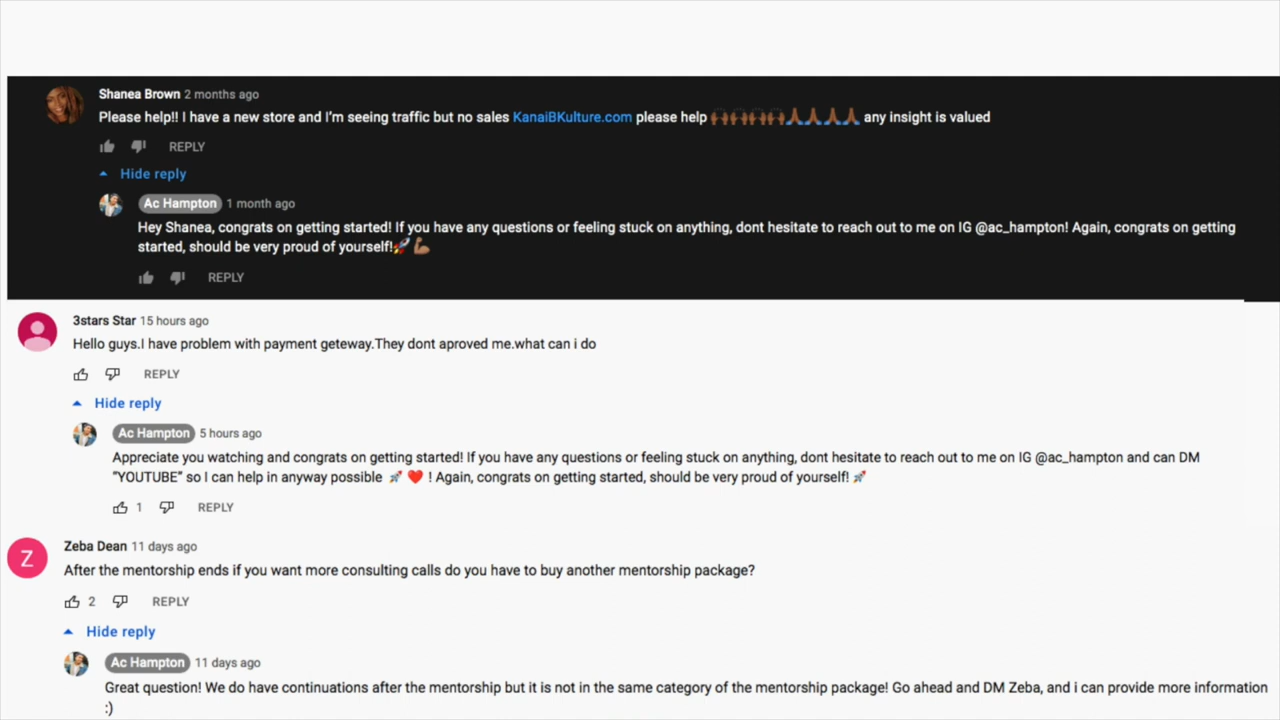 Shanea Brown 2 months ago
Please help!! I have a new store and I'm seeing traffic but no sales KanaiBKulture.com please help 🙌🏾🙌🏾🙌🏾🙌🏾🙏🏾🙏🏾🙏🏾🙏🏾 any insight is valued
REPLY
Hide reply
Ac Hampton 1 month ago
Hey Shanea, congrats on getting started! If you have any questions or feeling stuck on anything, dont hesitate to reach out to me on IG @ac_hampton! Again, congrats on getting
started, should be very proud of yourself!🚀💪🏾
REPLY
3stars Star 15 hours ago
Hello guys.I have problem with payment geteway.They dont aproved me.what can i do
REPLY
Hide reply
Ac Hampton 5 hours ago
Appreciate you watching and congrats on getting started! If you have any questions or feeling stuck on anything, dont hesitate to reach out to me on IG @ac_hampton and can DM
“YOUTUBE” so I can help in anyway possible 🚀 ❤️ ! Again, congrats on getting started, should be very proud of yourself! 🚀
1 REPLY
Z
Zeba Dean 11 days ago
After the mentorship ends if you want more consulting calls do you have to buy another mentorship package?
2 REPLY
Hide reply
Ac Hampton 11 days ago
Great question! We do have continuations after the mentorship but it is not in the same category of the mentorship package! Go ahead and DM Zeba, and i can provide more information
:)